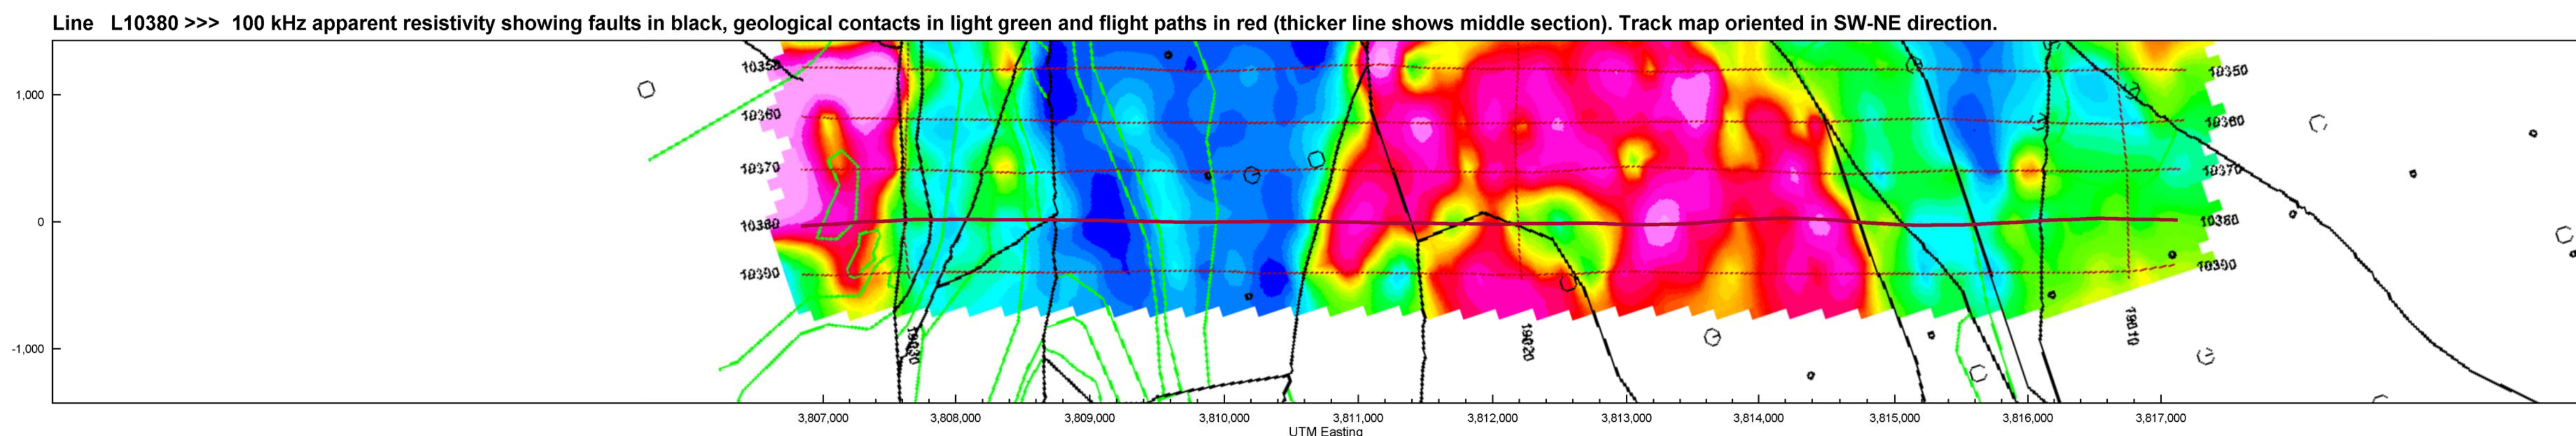 Line L10380 >>> 100 kHz apparent resistivity showing faults in black, geological contacts in light green and flight paths in red (thicker line shows middle section). Track map oriented in SW-NE direction.
10350 10350
1,000
10360 10360
10370 10370
0
10380 10380
10390 10390
-1,000
19030 19020 19010
3,807,000 3,808,000 3,809,000 3,810,000 3,811,000 3,812,000 3,813,000 3,814,000 3,815,000 3,816,000 3,817,000
UTM Easting